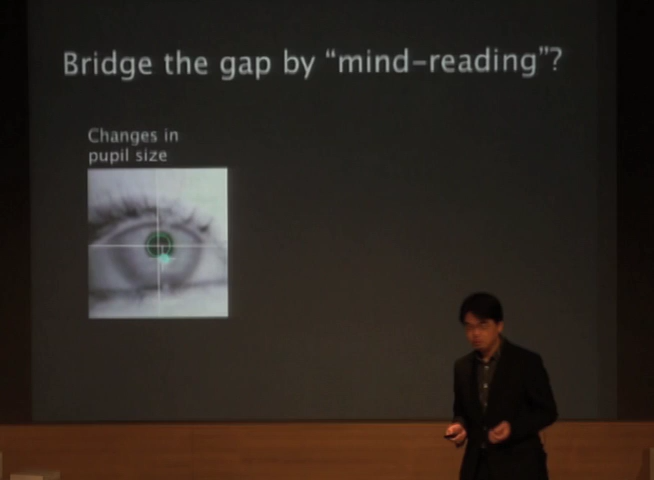 Bridge the gap by “mind-reading”?
Changes in
pupil size